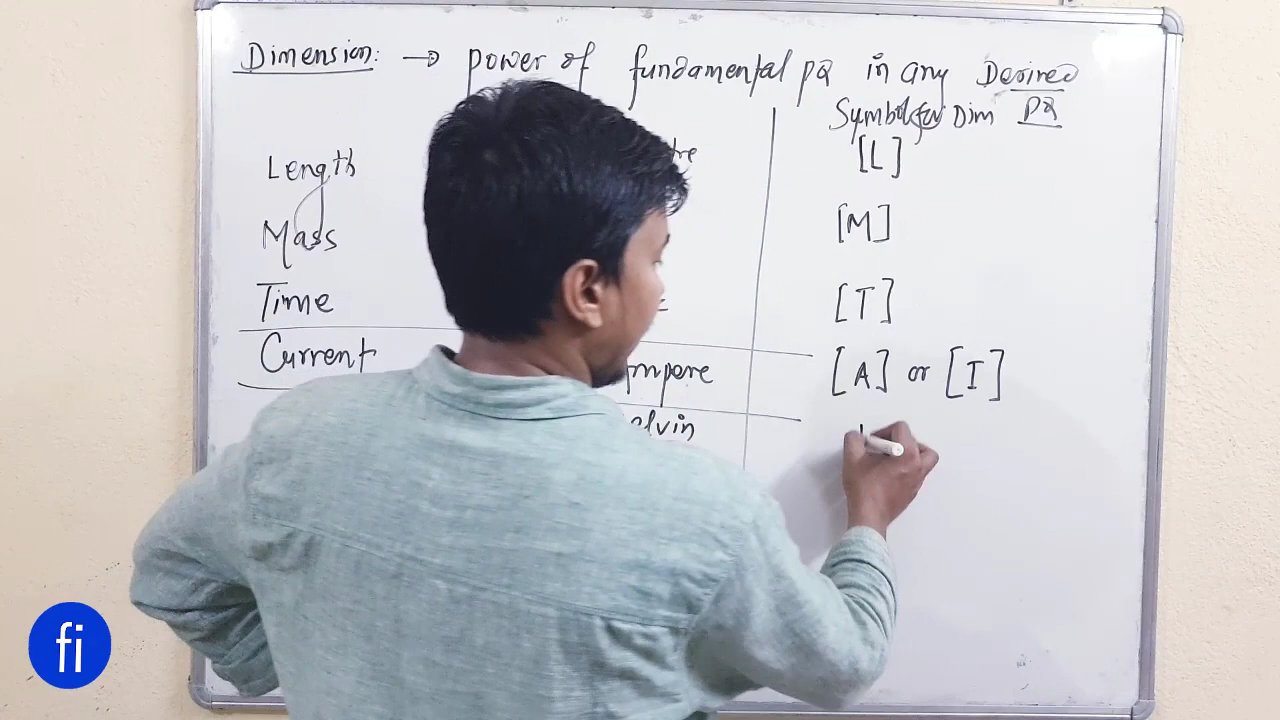 Dimension: → power of fundamental PQ in any Desired PQ
Symbol for Dim
Length [L]
Mass [M]
Time [T]
Current mpere [A] or [I]
elvin
fi